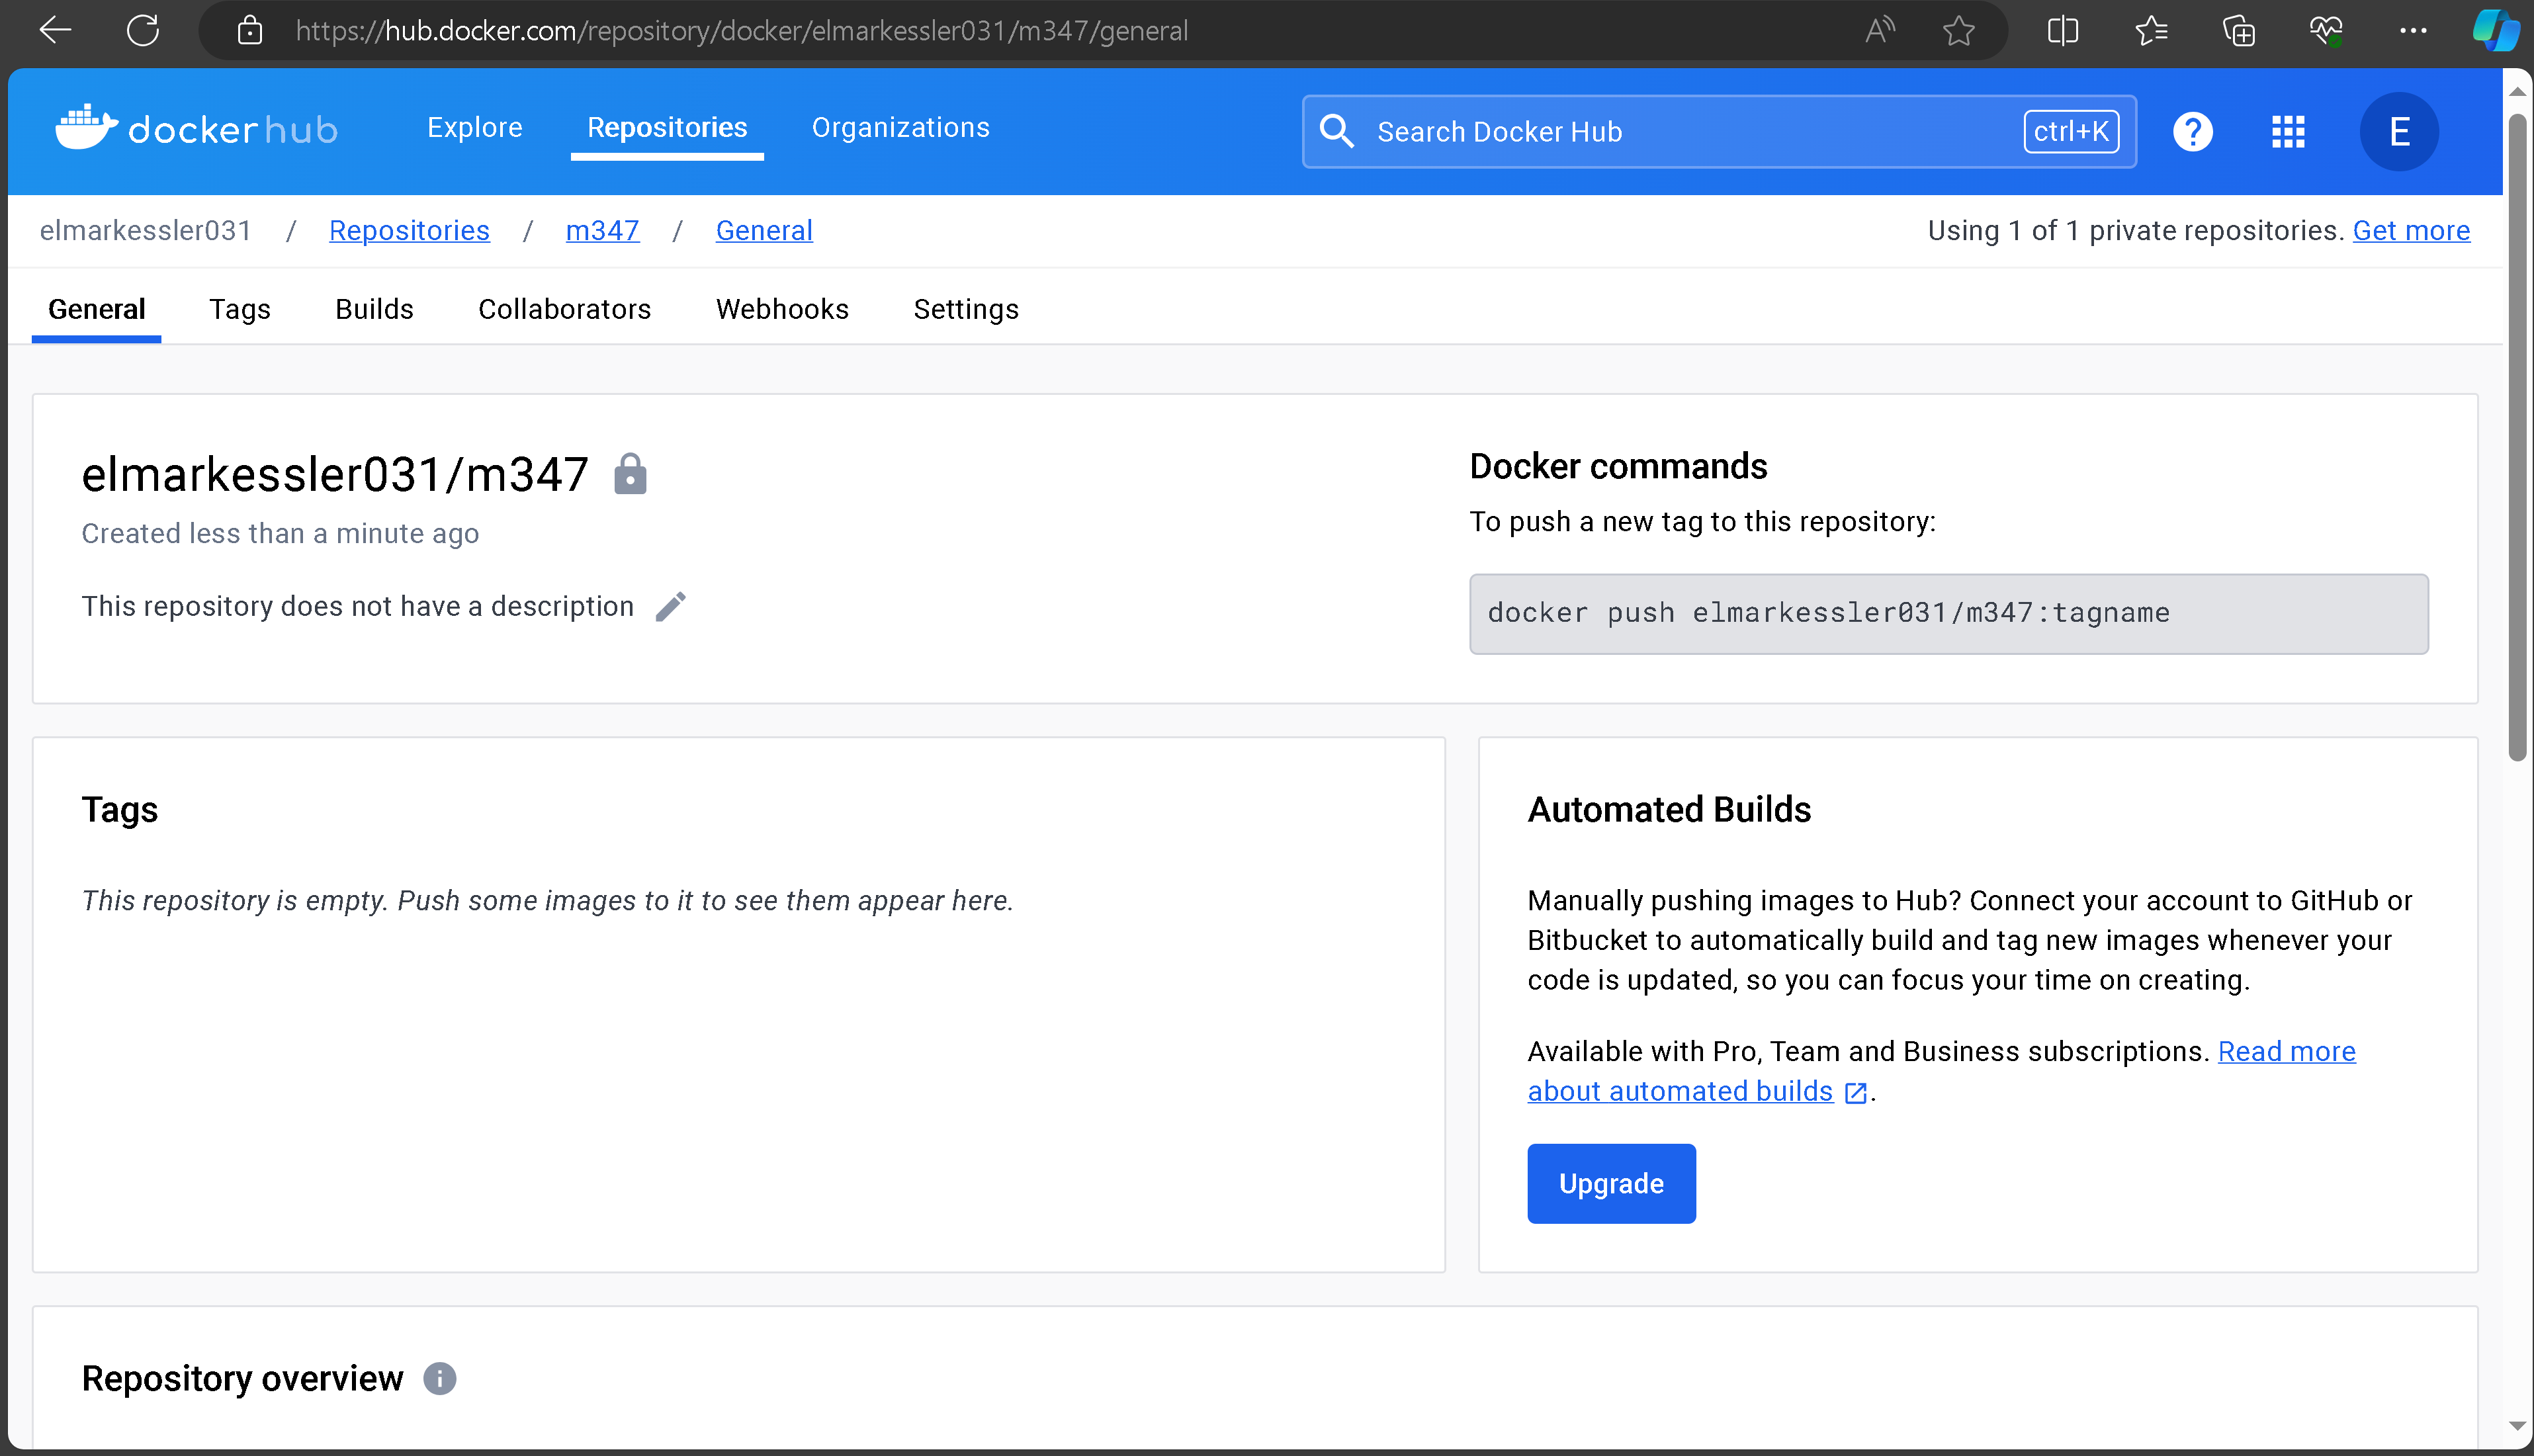 https://hub.docker.com/repository/docker/elmarkessler031/m347/general
dockerhub Explore Repositories Organizations Search Docker Hub ctrl+K ? E
elmarkessler031 / Repositories / m347 / General Using 1 of 1 private repositories. Get more
General Tags Builds Collaborators Webhooks Settings
elmarkessler031/m347
Created less than a minute ago
This repository does not have a description
Docker commands
To push a new tag to this repository:
docker push elmarkessler031/m347:tagname
Tags
This repository is empty. Push some images to it to see them appear here.
Automated Builds
Manually pushing images to Hub? Connect your account to GitHub or
Bitbucket to automatically build and tag new images whenever your
code is updated, so you can focus your time on creating.
Available with Pro, Team and Business subscriptions. Read more
about automated builds.
Upgrade
Repository overview